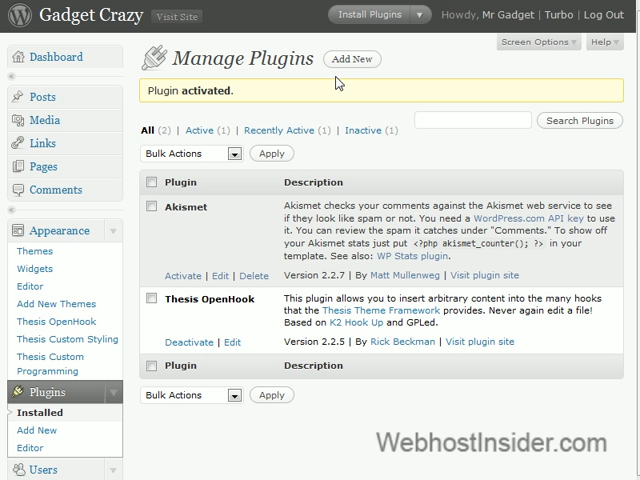 Gadget Crazy Visit Site Install Plugins Howdy, Mr Gadget | Turbo | Log Out
Screen Options Help
Manage Plugins Add New
Plugin activated.
Search Plugins
All (2) | Active (1) | Recently Active (1) | Inactive (1)
Bulk Actions Apply
Plugin Description
Akismet
Akismet checks your comments against the Akismet web service to see
if they look like spam or not. You need a WordPress.com API key to use
it. You can review the spam it catches under "Comments." To show off
your Akismet stats just put <?php akismet_counter(); ?> in your
template. See also: WP Stats plugin.
Activate | Edit | Delete
Version 2.2.7 | By Matt Mullenweg | Visit plugin site
Thesis OpenHook
This plugin allows you to insert arbitrary content into the many hooks
that the Thesis Theme Framework provides. Never again edit a file!
Based on K2 Hook Up and GPLed.
Deactivate | Edit
Version 2.2.5 | By Rick Beckman | Visit plugin site
Plugin Description
Bulk Actions Apply
Dashboard
Posts
Media
Links
Pages
Comments
Appearance
Themes
Widgets
Editor
Add New Themes
Thesis OpenHook
Thesis Custom Styling
Thesis Custom
Programming
Plugins
Installed
Add New
Editor
Users
WebhostInsider.com